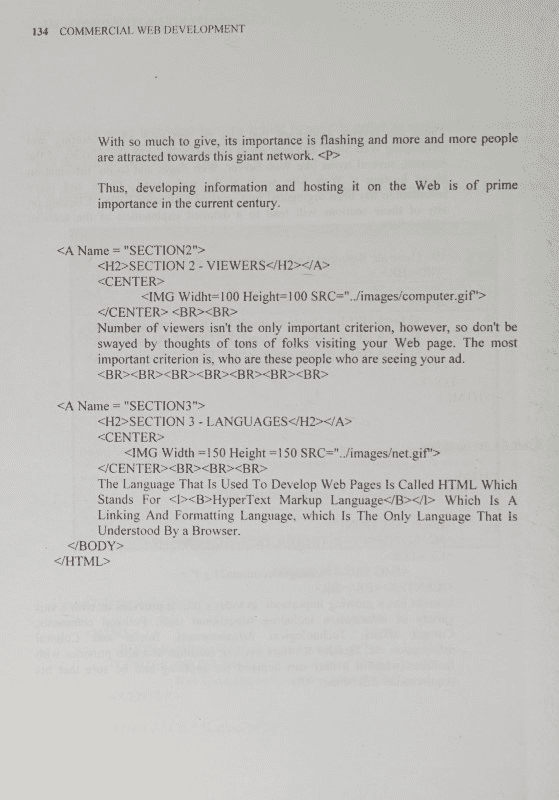 134 COMMERCIAL WEB DEVELOPMENT
With so much to give, its importance is flashing and more and more people
are attracted towards this giant network. <P>
Thus, developing information and hosting it on the Web is of prime
importance in the current century.
<A Name = "SECTION2">
<H2>SECTION 2 - VIEWERS</H2></A>
<CENTER>
<IMG Widht=100 Height=100 SRC="../images/computer.gif">
</CENTER> <BR><BR>
Number of viewers isn't the only important criterion, however, so don't be
swayed by thoughts of tons of folks visiting your Web page. The most
important criterion is, who are these people who are seeing your ad.
<BR><BR><BR><BR><BR><BR><BR>
<A Name = "SECTION3">
<H2>SECTION 3 - LANGUAGES</H2></A>
<CENTER>
<IMG Width =150 Height =150 SRC="../images/net.gif">
</CENTER><BR><BR><BR>
The Language That Is Used To Develop Web Pages Is Called HTML Which
Stands For <I><B>HyperText Markup Language</B></I> Which Is A
Linking And Formatting Language, which Is The Only Language That Is
Understood By a Browser.
</BODY>
</HTML>